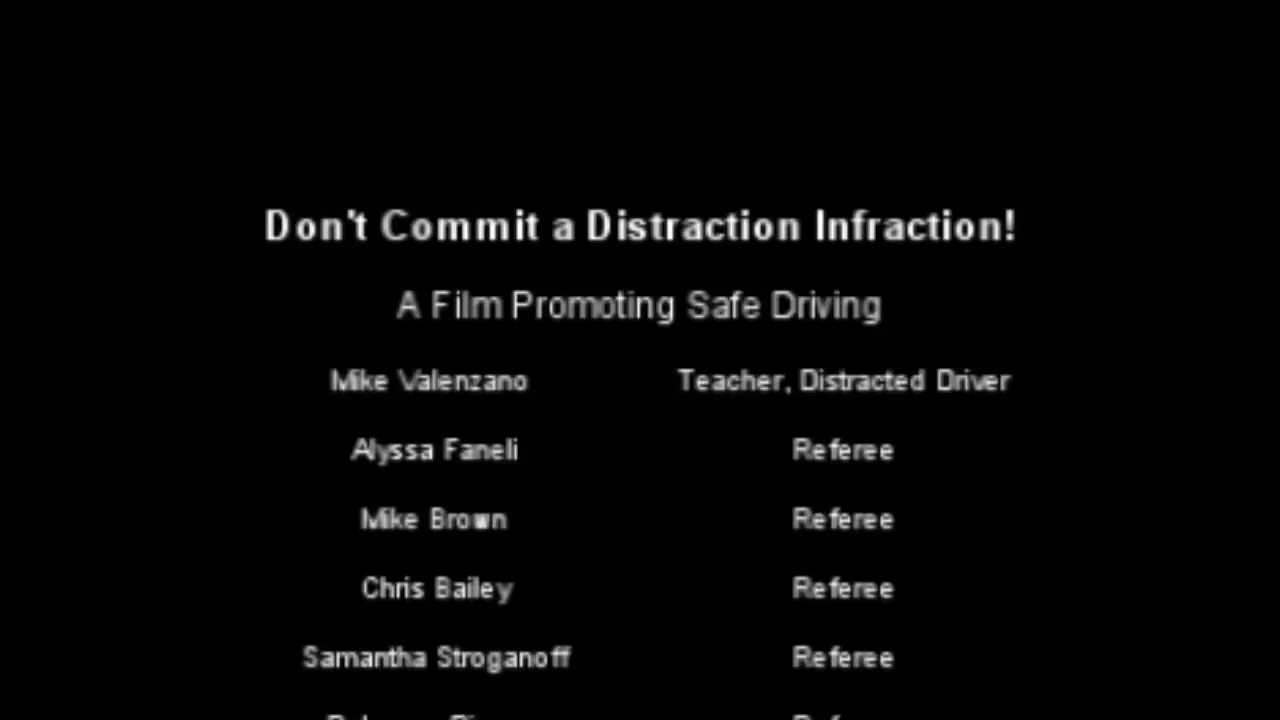 Don't Commit a Distraction Infraction!
A Film Promoting Safe Driving
Mike Valenzano Teacher, Distracted Driver
Alyssa Faneli Referee
Mike Brown Referee
Chris Bailey Referee
Samantha Stroganoff Referee